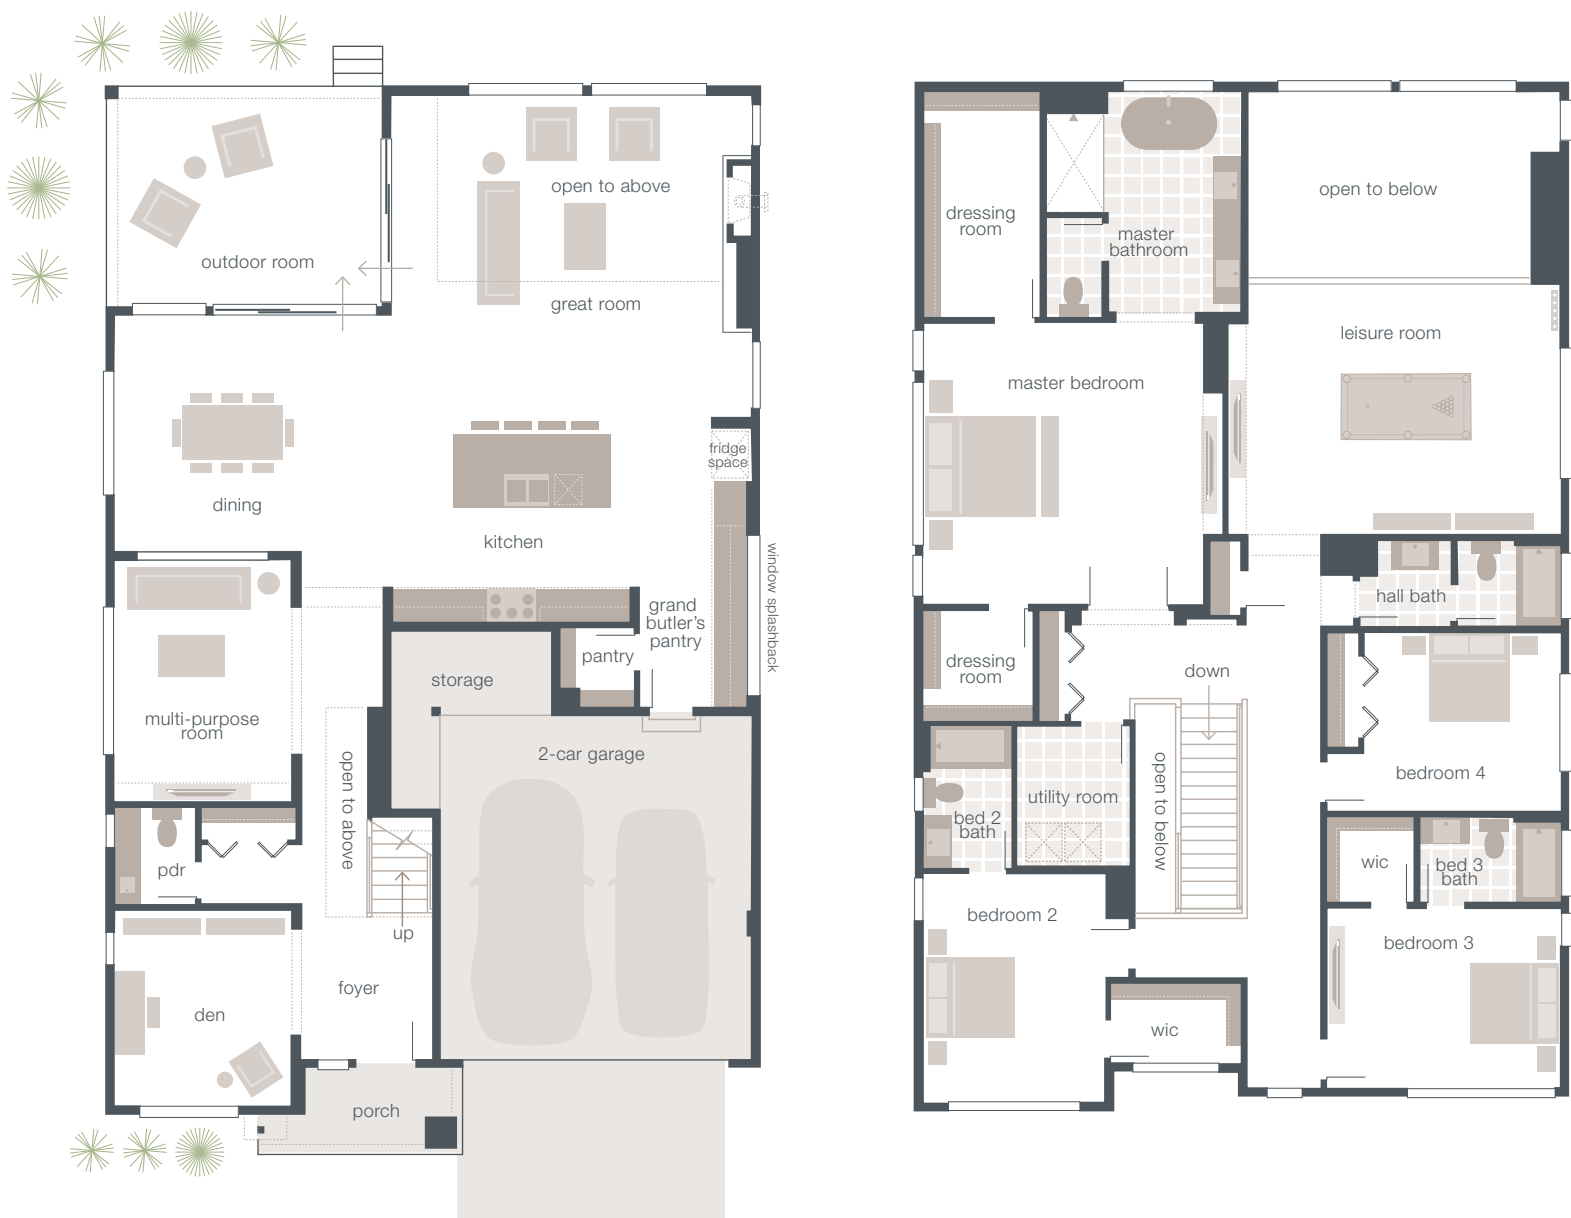 outdoor room
open to above
great room
dining
kitchen
fridge
space
window splashback
grand
butler's
pantry
pantry
storage
multi-purpose
room
2-car garage
open to above
pdr
up
foyer
den
porch
dressing
room
master
bathroom
open to below
leisure room
master bedroom
hall bath
dressing
room
down
bedroom 4
utility room
open to below
bed 2
bath
wic
bed 3
bath
bedroom 2
bedroom 3
wic